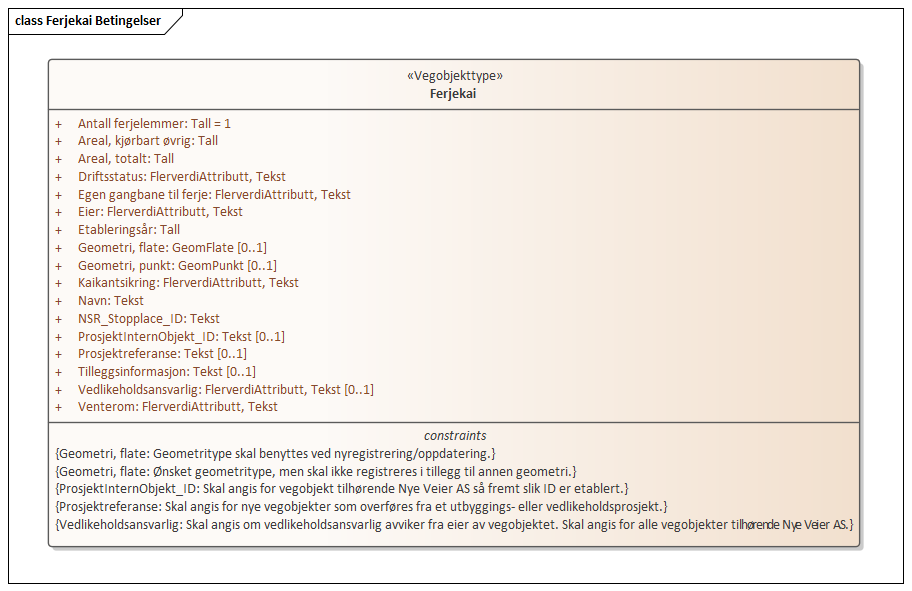 class Ferjekai Betingelser
«Vegobjekttype»
Ferjekai
+ Antall ferjelemmer: Tall = 1
+ Areal, kjørbart øvrig: Tall
+ Areal, totalt: Tall
+ Driftsstatus: FlerverdiAttributt, Tekst
+ Egen gangbane til ferje: FlerverdiAttributt, Tekst
+ Eier: FlerverdiAttributt, Tekst
+ Etableringsår: Tall
+ Geometri, flate: GeomFlate [0..1]
+ Geometri, punkt: GeomPunkt [0..1]
+ Kaikantsikring: FlerverdiAttributt, Tekst
+ Navn: Tekst
+ NSR_Stopplace_ID: Tekst
+ ProsjektInternObjekt_ID: Tekst [0..1]
+ Prosjektreferanse: Tekst [0..1]
+ Tilleggsinformasjon: Tekst [0..1]
+ Vedlikeholdsansvarlig: FlerverdiAttributt, Tekst [0..1]
+ Venterom: FlerverdiAttributt, Tekst
constraints
{Geometri, flate: Geometritype skal benyttes ved nyregistrering/oppdatering.}
{Geometri, flate: Ønsket geometritype, men skal ikke registreres i tillegg til annen geometri.}
{ProsjektInternObjekt_ID: Skal angis for vegobjekt tilhørende Nye Veier AS så fremt slik ID er etablert.}
{Prosjektreferanse: Skal angis for nye vegobjekter som overføres fra et utbyggings- eller vedlikeholdsprosjekt.}
{Vedlikeholdsansvarlig: Skal angis om vedlikeholdsansvarlig avviker fra eier av vegobjektet. Skal angis for alle vegobjekter tilhørende Nye Veier AS.}